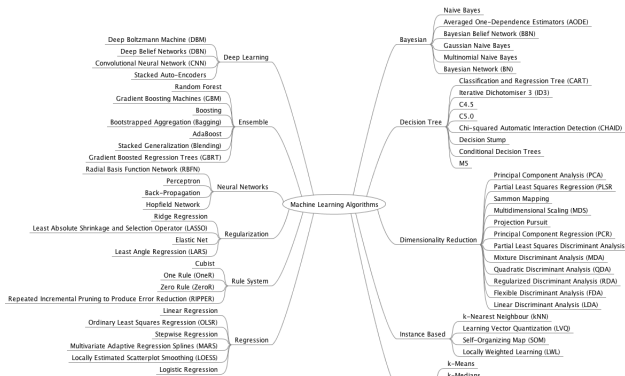 Deep Boltzmann Machine (DBM)
Deep Belief Networks (DBN)
Convolutional Neural Network (CNN)
Stacked Auto-Encoders
Deep Learning
Random Forest
Gradient Boosting Machines (GBM)
Boosting
Bootstrapped Aggregation (Bagging)
AdaBoost
Stacked Generalization (Blending)
Gradient Boosted Regression Trees (GBRT)
Ensemble
Radial Basis Function Network (RBFN)
Perceptron
Back-Propagation
Hopfield Network
Neural Networks
Ridge Regression
Least Absolute Shrinkage and Selection Operator (LASSO)
Elastic Net
Least Angle Regression (LARS)
Regularization
Cubist
One Rule (OneR)
Zero Rule (ZeroR)
Repeated Incremental Pruning to Produce Error Reduction (RIPPER)
Rule System
Linear Regression
Ordinary Least Squares Regression (OLSR)
Stepwise Regression
Multivariate Adaptive Regression Splines (MARS)
Locally Estimated Scatterplot Smoothing (LOESS)
Logistic Regression
Regression
Machine Learning Algorithms
Bayesian
Naive Bayes
Averaged One-Dependence Estimators (AODE)
Bayesian Belief Network (BBN)
Gaussian Naive Bayes
Multinomial Naive Bayes
Bayesian Network (BN)
Decision Tree
Classification and Regression Tree (CART)
Iterative Dichotomiser 3 (ID3)
C4.5
C5.0
Chi-squared Automatic Interaction Detection (CHAID)
Decision Stump
Conditional Decision Trees
M5
Dimensionality Reduction
Principal Component Analysis (PCA)
Partial Least Squares Regression (PLSR
Sammon Mapping
Multidimensional Scaling (MDS)
Projection Pursuit
Principal Component Regression (PCR)
Partial Least Squares Discriminant Analysis
Mixture Discriminant Analysis (MDA)
Quadratic Discriminant Analysis (QDA)
Regularized Discriminant Analysis (RDA)
Flexible Discriminant Analysis (FDA)
Linear Discriminant Analysis (LDA)
Instance Based
k-Nearest Neighbour (kNN)
Learning Vector Quantization (LVQ)
Self-Organizing Map (SOM)
Locally Weighted Learning (LWL)
k-Means
k-Medians